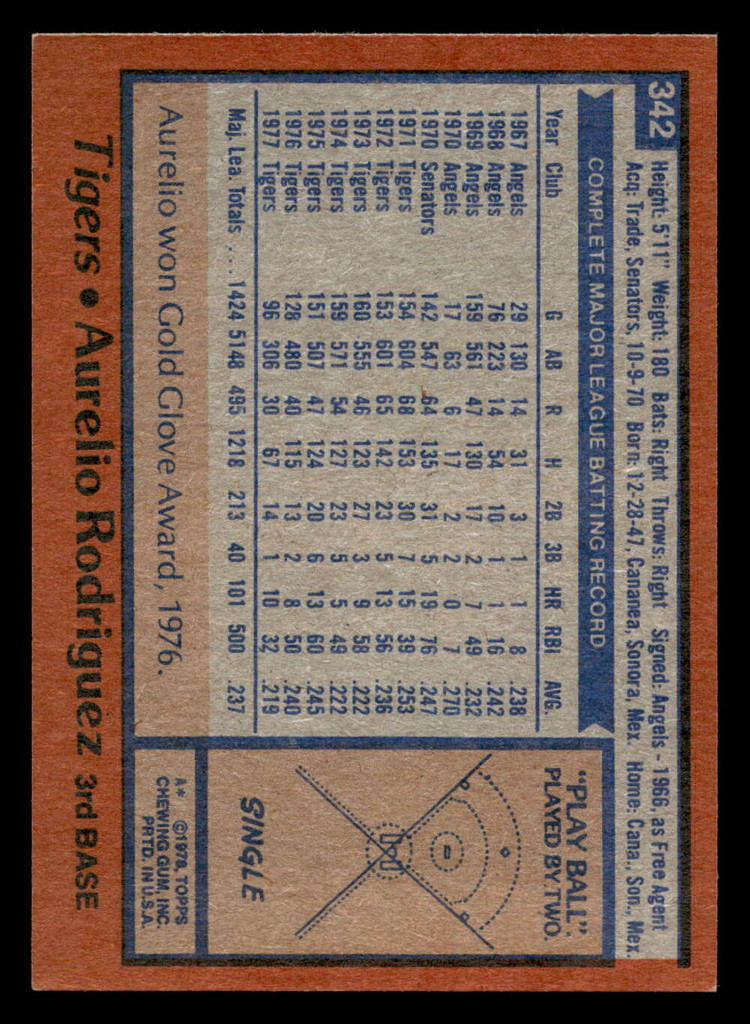 342
Height: 5'11" Weight: 180 Bats: Right Throws: Right Signed: Angels - 1966, as Free Agent
Acq: Trade, Senators, 10-9-70 Born: 12-28-47, Cananea, Sonora, Mex. Home: Cana., Son., Mex.
COMPLETE MAJOR LEAGUE BATTING RECORD
Year Club G AB R H 2B 3B HR RBI AVG.
1967 Angels 29 130 14 31 3 1 1 8 .238
1968 Angels 76 223 14 54 10 1 1 16 .242
1969 Angels 159 561 47 130 17 2 7 49 .232
1970 Angels 17 63 6 17 2 2 0 7 .270
1970 Senators 142 547 64 135 31 5 19 76 .247
1971 Tigers 154 604 68 153 30 7 15 39 .253
1972 Tigers 153 601 65 142 23 5 13 56 .236
1973 Tigers 160 555 46 123 27 3 9 58 .222
1974 Tigers 159 571 54 127 23 5 5 49 .222
1975 Tigers 151 507 47 124 20 6 13 60 .245
1976 Tigers 128 480 40 115 13 2 8 50 .240
1977 Tigers 96 306 30 67 14 1 10 32 .219
Maj. Lea. Totals . . . 1424 5148 495 1218 213 40 101 500 .237
Aurelio won Gold Glove Award, 1976.
"PLAY BALL".
PLAYED BY TWO.
SINGLE
A* ©1978, TOPPS
CHEWING GUM, INC.
PRTD. IN U.S.A.
Tigers • Aurelio Rodriguez 3rd BASE